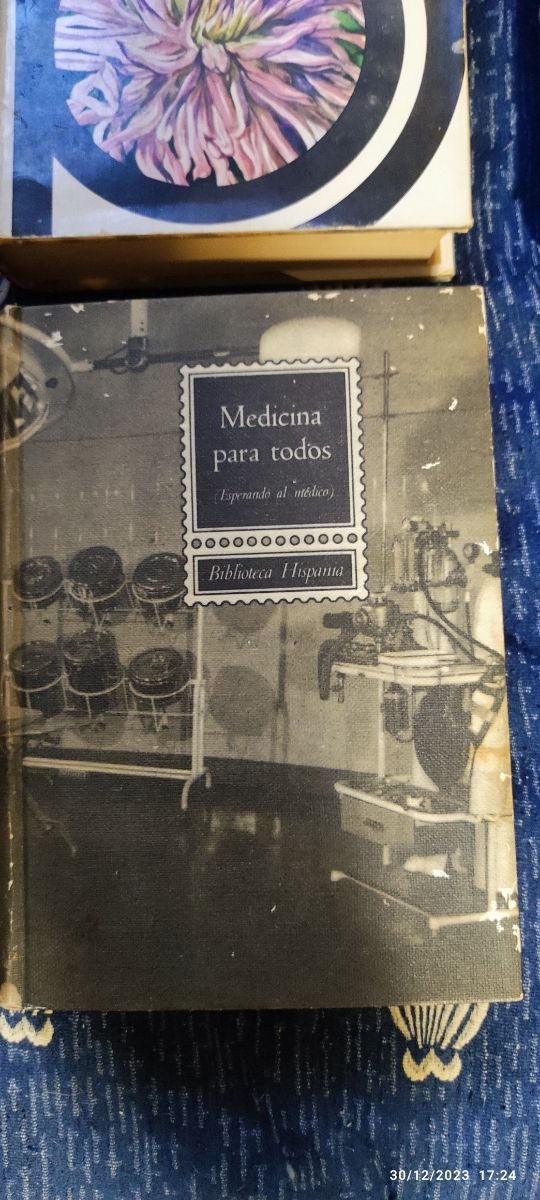 Medicina
para todos
(Esperando al médico)
Biblioteca Hispania
30/12/2023 17:24